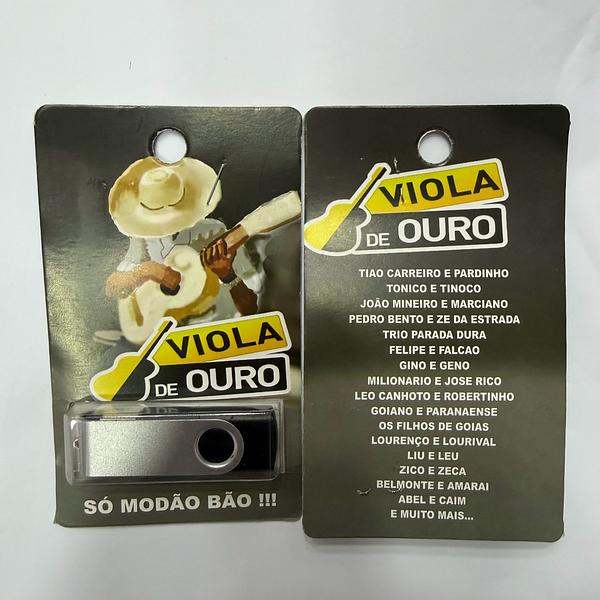 VIOLA
DE OURO
SÓ MODÃO BÃO !!!
VIOLA
DE OURO
TIAO CARREIRO E PARDINHO
TONICO E TINOCO
JOÃO MINEIRO E MARCIANO
PEDRO BENTO E ZE DA ESTRADA
TRIO PARADA DURA
FELIPE E FALCAO
GINO E GENO
MILIONARIO E JOSE RICO
LEO CANHOTO E ROBERTINHO
GOIANO E PARANAENSE
OS FILHOS DE GOIAS
LOURENÇO E LOURIVAL
LIU E LEU
ZICO E ZECA
BELMONTE E AMARAI
ABEL E CAIM
E MUITO MAIS...